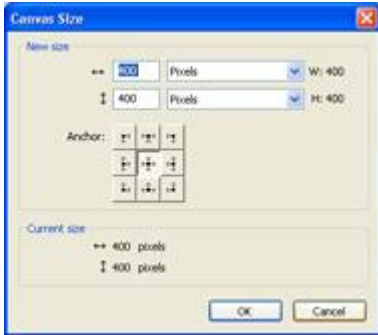 Canvas Size
New size
400 Pixels W: 400
400 Pixels H: 400
Anchor:
Current size
400 pixels
400 pixels
OK Cancel